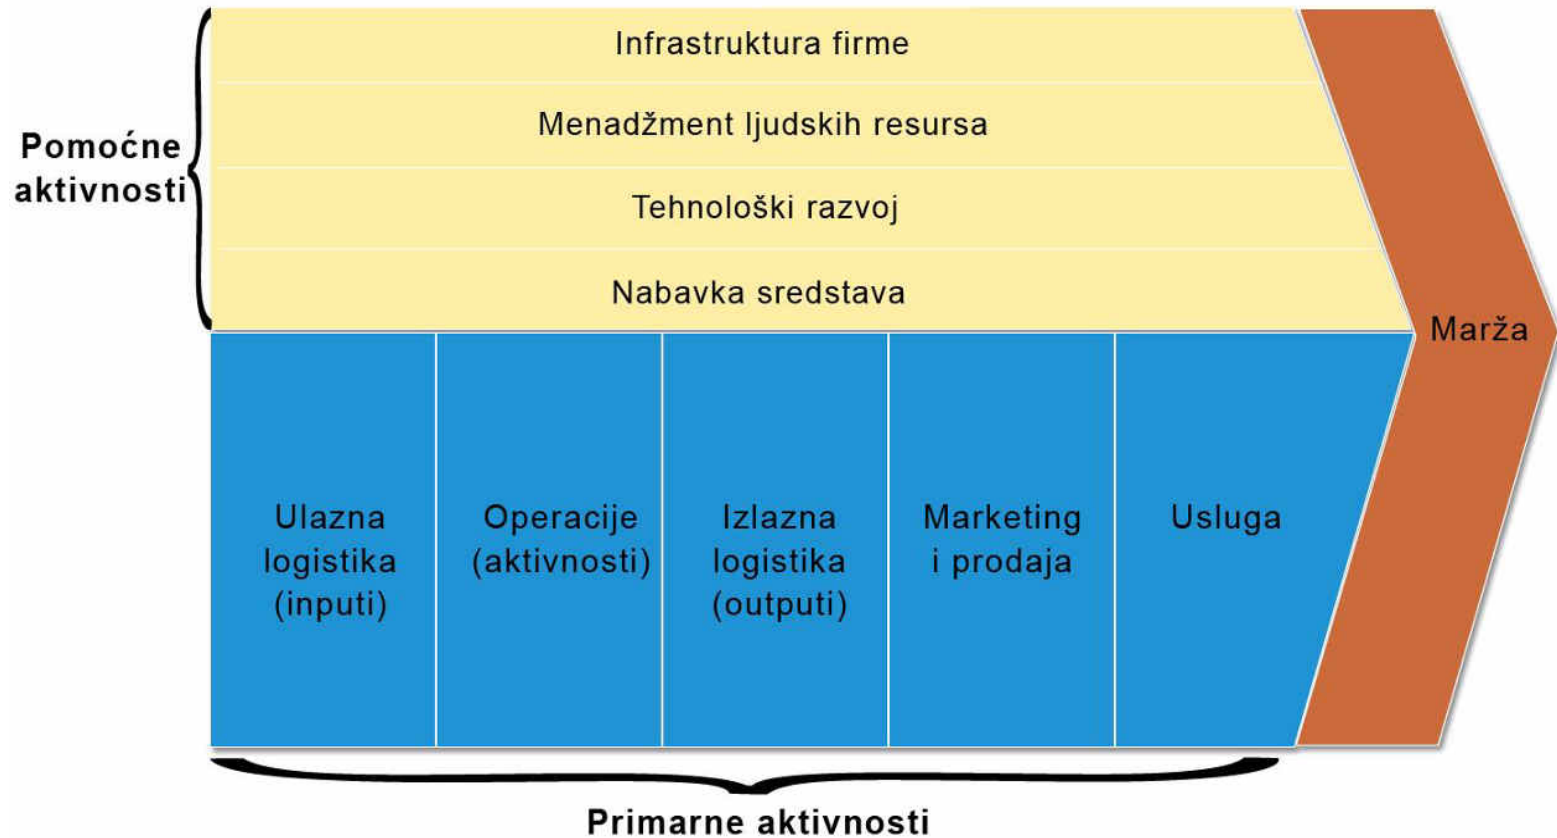 Infrastruktura firme
Menadžment ljudskih resursa
Pomoćne
aktivnosti
Tehnološki razvoj
Nabavka sredstava
Marža
Ulazna
logistika
(inputi)
Operacije
(aktivnosti)
Izlazna
logistika
(outputi)
Marketing
i prodaja
Usluga
Primarne aktivnosti